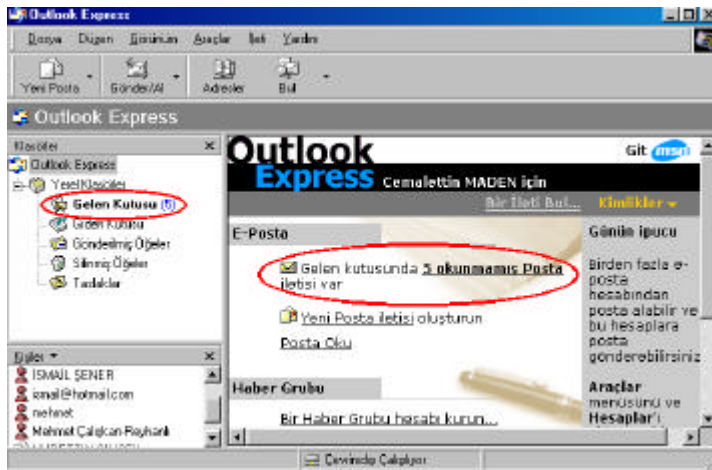 Outlook Express
Dosya Düzen Görünüm Araçlar İleti Yardım
Yeni Posta Gönder/Al Adresler Bul
Outlook Express
Klasörler
Outlook Express
Yerel Klasörler
Gelen Kutusu (5)
Giden Kutusu
Gönderilmiş Öğeler
Silinmiş Öğeler
Taslaklar
Kişiler
ISMAIL ŞENER
ismail@hotmail.com
mehmet
Mehmet Çalışkan-Reyhanlı
Outlook
Express Cemalettin MADEN için
Git msn
Bir İleti Bul... Kimlikler
E-Posta
Gelen kutusunda 5 okunmamış Posta
iletisi var
Yeni Posta iletisi oluşturun
Posta Oku
Haber Grubu
Bir Haber Grubu hesabı kurun...
Günün ipucu
Birden fazla e-
posta
hesabından
posta alabilir ve
bu hesaplara
posta
gönderebilirsiniz
Araçlar
menüsünü ve
Hesaplar'ı
Çevrimdışı Çalışılıyor